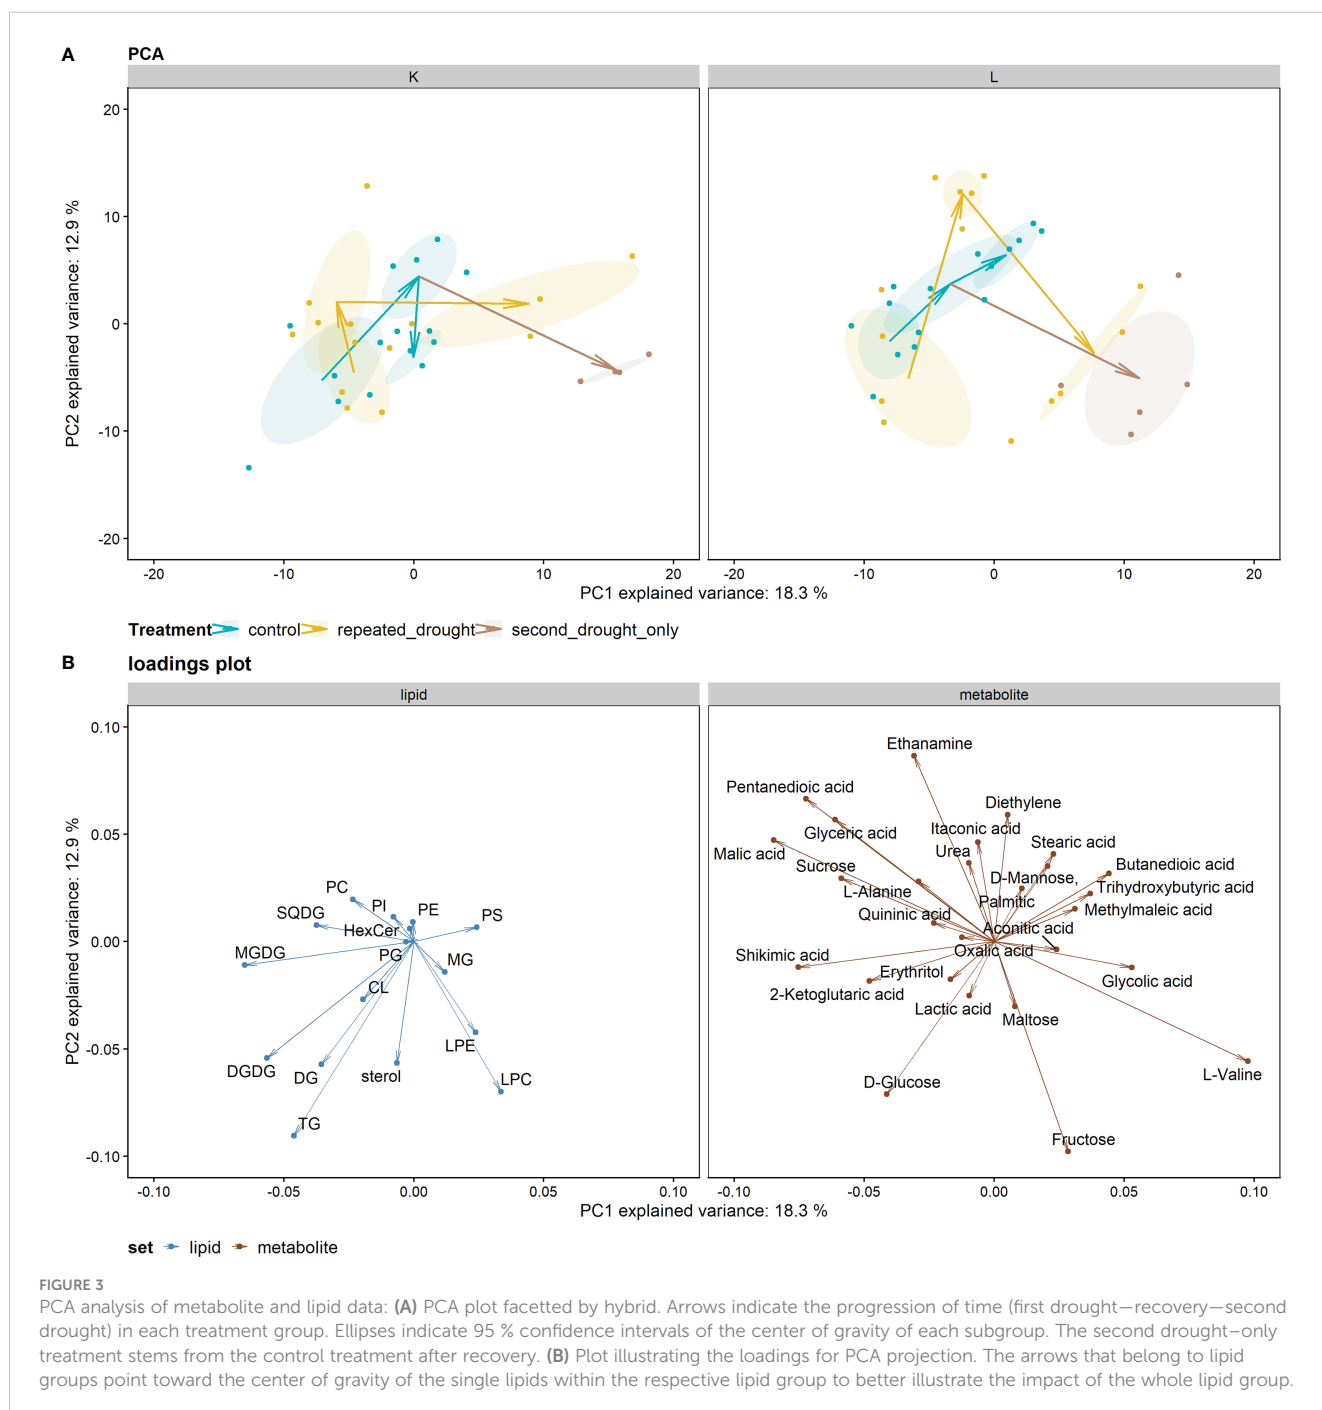 A
PCA
K
L
20
10
0
-10
-20
PC2 explained variance: 12.9 %
-20
-10
0
10
20
-20
-10
0
10
20
PC1 explained variance: 18.3 %
Treatment control repeated_drought second_drought_only
B
loadings plot
lipid
metabolite
0.10
0.05
0.00
-0.05
-0.10
PC2 explained variance: 12.9 %
PC
PI
PE
PS
SQDG
HexCer
MGDG
PG
MG
CL
LPE
DGDG
DG
sterol
LPC
TG
Ethanamine
Pentanedioic acid
Diethylene
Glyceric acid
Itaconic acid
Stearic acid
Malic acid
Urea
Butanedioic acid
Sucrose
D-Mannose,
Trihydroxybutyric acid
L-Alanine
Palmitic
Methylmaleic acid
Quininic acid
Aconitic acid
Shikimic acid
Oxalic acid
Erythritol
Glycolic acid
2-Ketoglutaric acid
Lactic acid
Maltose
D-Glucose
L-Valine
Fructose
-0.10
-0.05
0.00
0.05
0.10
-0.10
-0.05
0.00
0.05
0.10
PC1 explained variance: 18.3 %
set lipid metabolite
FIGURE 3
PCA analysis of metabolite and lipid data: (A) PCA plot facetted by hybrid. Arrows indicate the progression of time (first drought—recovery—second
drought) in each treatment group. Ellipses indicate 95 % confidence intervals of the center of gravity of each subgroup. The second drought–only
treatment stems from the control treatment after recovery. (B) Plot illustrating the loadings for PCA projection. The arrows that belong to lipid
groups point toward the center of gravity of the single lipids within the respective lipid group to better illustrate the impact of the whole lipid group.